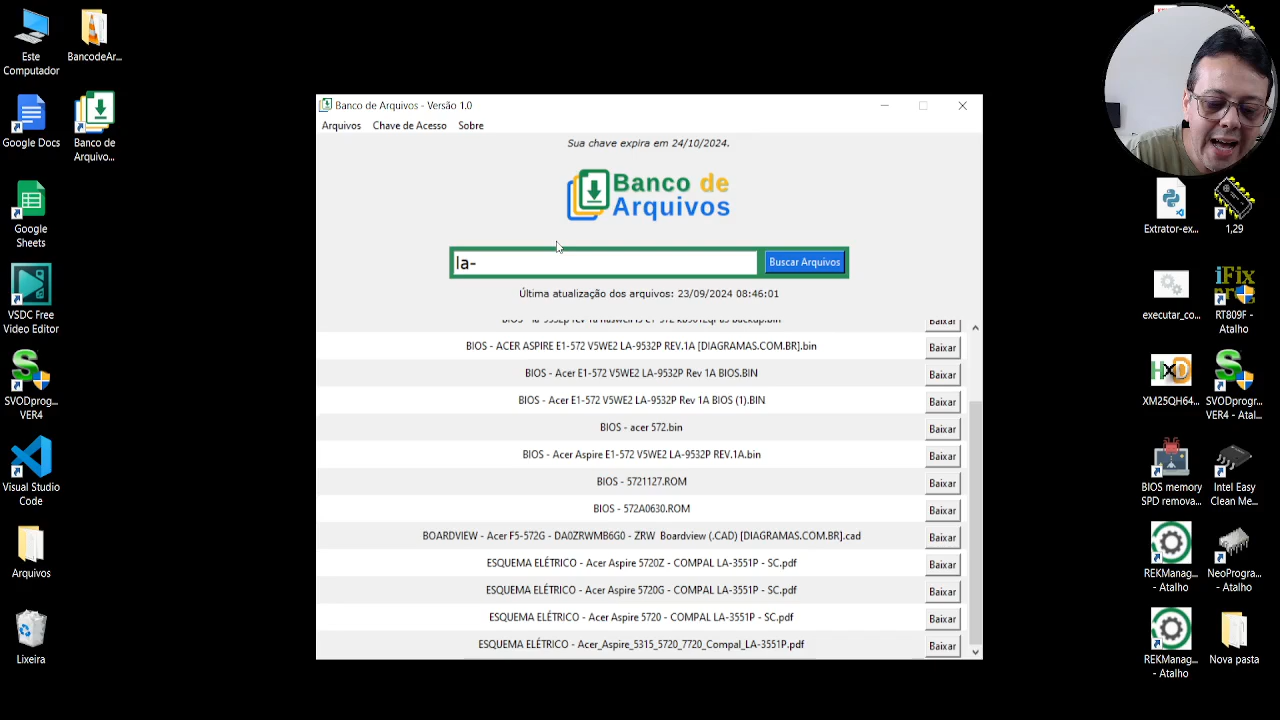 Este
Computador
BancodeAr...
Google Docs
Banco de
Arquivo...
Google
Sheets
VSDC Free
Video Editor
SVODprog...
VER4
Visual Studio
Code
Arquivos
Lixeira
Banco de Arquivos - Versão 1.0
Arquivos Chave de Acesso Sobre
Sua chave expira em 24/10/2024.
Banco de
Arquivos
la-
Buscar Arquivos
Última atualização dos arquivos: 23/09/2024 08:46:01
Baixar
BIOS - ACER ASPIRE E1-572 V5WE2 LA-9532P REV.1A [DIAGRAMAS.COM.BR].bin Baixar
BIOS - Acer E1-572 V5WE2 LA-9532P Rev 1A BIOS.BIN Baixar
BIOS - Acer E1-572 V5WE2 LA-9532P Rev 1A BIOS (1).BIN Baixar
BIOS - acer 572.bin Baixar
BIOS - Acer Aspire E1-572 V5WE2 LA-9532P REV.1A.bin Baixar
BIOS - 5721127.ROM Baixar
BIOS - 572A0630.ROM Baixar
BOARDVIEW - Acer F5-572G - DA0ZRWMB6G0 - ZRW Boardview (.CAD) [DIAGRAMAS.COM.BR].cad Baixar
ESQUEMA ELÉTRICO - Acer Aspire 5720Z - COMPAL LA-3551P - SC.pdf Baixar
ESQUEMA ELÉTRICO - Acer Aspire 5720G - COMPAL LA-3551P - SC.pdf Baixar
ESQUEMA ELÉTRICO - Acer Aspire 5720 - COMPAL LA-3551P - SC.pdf Baixar
ESQUEMA ELÉTRICO - Acer_Aspire_5315_5720_7720_Compal_LA-3551P.pdf Baixar
Extrator-ex...
1,29
executar_co...
iFix
pro
RT809F -
Atalho
HXD
XM25QH64...
SVODprogr...
VER4 - Atal...
BIOS memory
SPD remova...
Intel Easy
Clean Me...
REKManag...
- Atalho
NeoProgra...
- Atalho
REKManag...
- Atalho
Nova pasta